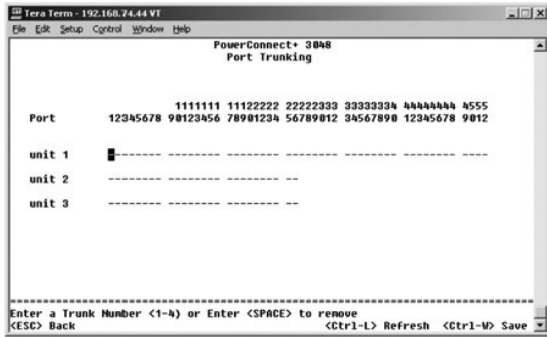 Tera Term - 192.168.74.44 VT
File Edit Setup Control Window Help
PowerConnect+ 3048
Port Trunking
1111111 11122222 22222333 33333334 44444444 4555
Port 12345678 90123456 78901234 56789012 34567890 12345678 9012
unit 1 -------- -------- -------- -------- -------- -------- ----
unit 2 -------- -------- -------- --
unit 3 -------- -------- -------- --
Enter a Trunk Number <1-4> or Enter <SPACE> to remove
<ESC> Back <Ctrl-L> Refresh <Ctrl-W> Save